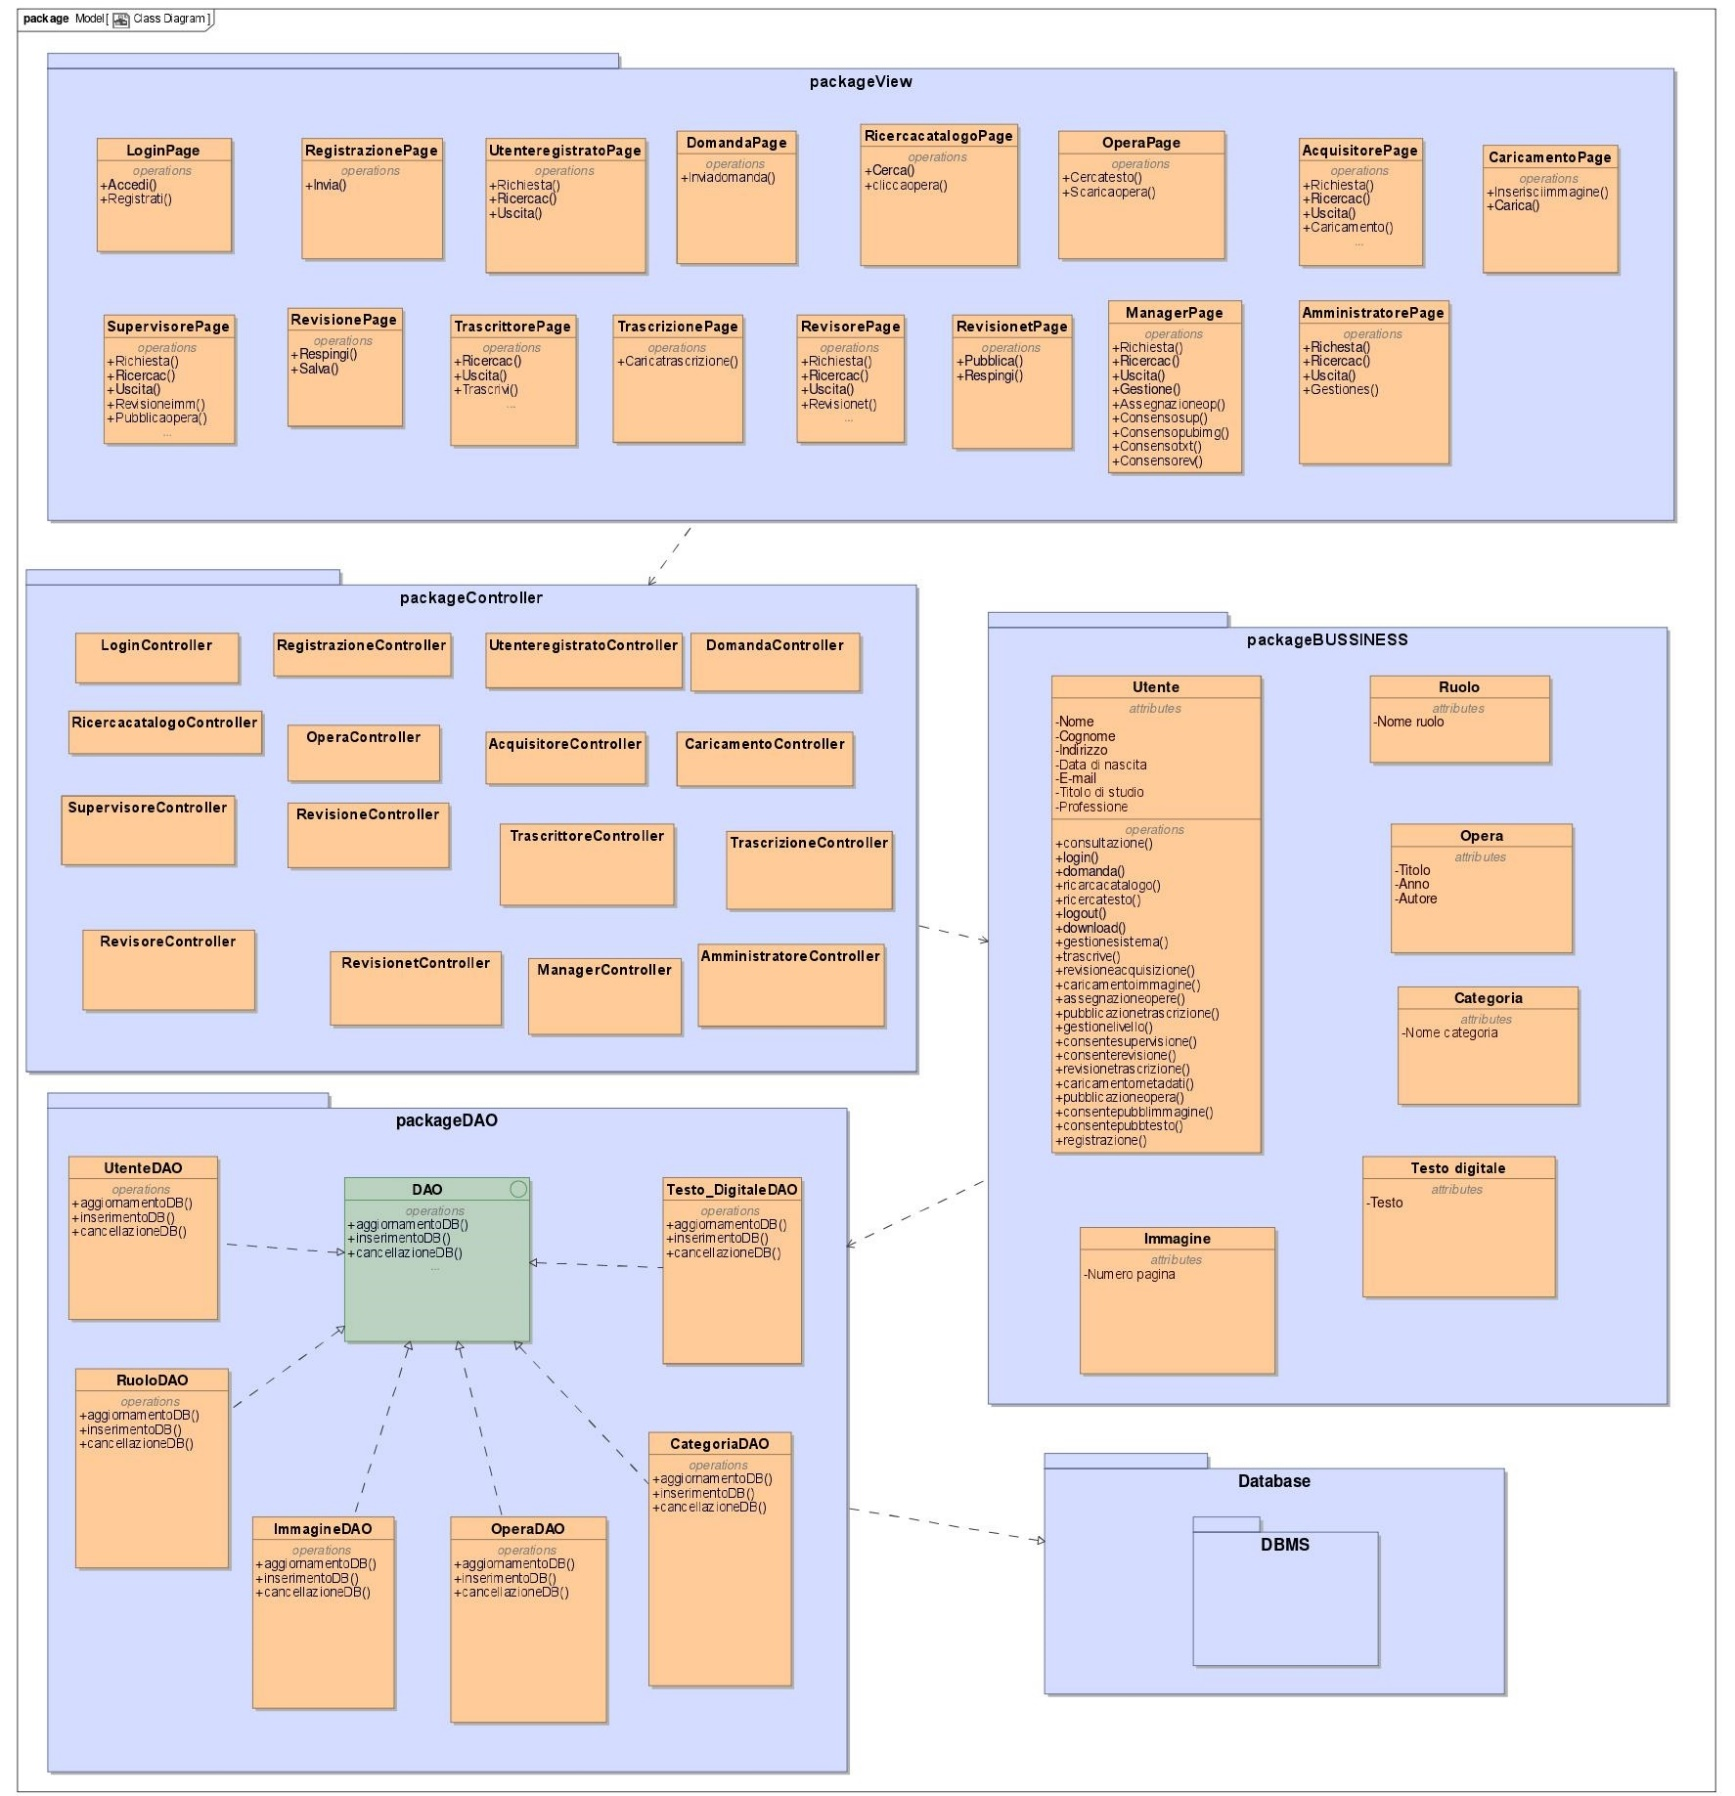 package Model [ Class Diagram ]
packageView
LoginPage
operations
+Accedi()
+Registrati()
RegistrazionePage
operations
+Invia()
UtenteregistratoPage
operations
+Richiesta()
+Ricercac()
+Uscita()
DomandaPage
operations
+Inviadomanda()
RicercacatalogoPage
operations
+Cerca()
+cliccaopera()
OperaPage
operations
+Cercatesto()
+Scaricaopera()
AcquisitorePage
operations
+Richiesta()
+Ricercac()
+Uscita()
+Caricamento()
...
CaricamentoPage
operations
+Inserisciimmagine()
+Carica()
SupervisorePage
operations
+Richiesta()
+Ricercac()
+Uscita()
+Revisioneimm()
+Pubblicaopera()
...
RevisionePage
operations
+Respingi()
+Salva()
TrascrittorePage
operations
+Ricercac()
+Uscita()
+Trascrivi()
...
TrascrizionePage
operations
+Caricatrascrizione()
RevisorePage
operations
+Richiesta()
+Ricercac()
+Uscita()
+Revisionet()
...
RevisionetPage
operations
+Pubblica()
+Respingi()
ManagerPage
operations
+Richiesta()
+Ricercac()
+Uscita()
+Gestione()
+Assegnazioneop()
+Consensosup()
+Consensopubimg()
+Consensotxt()
+Consensorev()
AmministratorePage
operations
+Richesta()
+Ricercac()
+Uscita()
+Gestiones()
packageController
LoginController
RegistrazioneController
UtenteregistratoController
DomandaController
RicercacatalogoController
OperaController
AcquisitoreController
CaricamentoController
SupervisoreController
RevisioneController
TrascrittoreController
TrascrizioneController
RevisoreController
RevisionetController
ManagerController
AmministratoreController
packageBUSSINESS
Utente
attributes
-Nome
-Cognome
-Indirizzo
-Data di nascita
-E-mail
-Titolo di studio
-Professione
operations
+consultazione()
+login()
+domanda()
+ricarcacatalogo()
+ricercatesto()
+logout()
+download()
+gestionesistema()
+trascrive()
+revisioneacquisizione()
+caricamentoimmagine()
+assegnazioneopere()
+pubblicazionetrascrizione()
+gestionelivello()
+consentesupervisione()
+consenterevisione()
+revisionetrascrizione()
+caricamentometadati()
+pubblicazioneopera()
+consentepubblimmagine()
+consentepubbtesto()
+registrazione()
Ruolo
attributes
-Nome ruolo
Opera
attributes
-Titolo
-Anno
-Autore
Categoria
attributes
-Nome categoria
Testo digitale
attributes
-Testo
Immagine
attributes
-Numero pagina
packageDAO
UtenteDAO
operations
+aggiornamentoDB()
+inserimentoDB()
+cancellazioneDB()
DAO
operations
+aggiornamentoDB()
+inserimentoDB()
+cancellazioneDB()
...
Testo_DigitaleDAO
operations
+aggiornamentoDB()
+inserimentoDB()
+cancellazioneDB()
RuoloDAO
operations
+aggiornamentoDB()
+inserimentoDB()
+cancellazioneDB()
CategoriaDAO
operations
+aggiornamentoDB()
+inserimentoDB()
+cancellazioneDB()
ImmagineDAO
operations
+aggiornamentoDB()
+inserimentoDB()
+cancellazioneDB()
OperaDAO
operations
+aggiornamentoDB()
+inserimentoDB()
+cancellazioneDB()
Database
DBMS